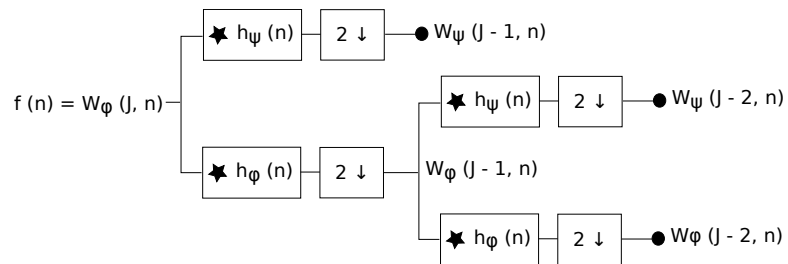 ★ hψ (n)
2 ↓
Wψ (J - 1, n)
f (n) = Wφ (J, n)
★ hψ (n)
2 ↓
Wψ (J - 2, n)
★ hφ (n)
2 ↓
Wφ (J - 1, n)
★ hφ (n)
2 ↓
Wφ (J - 2, n)